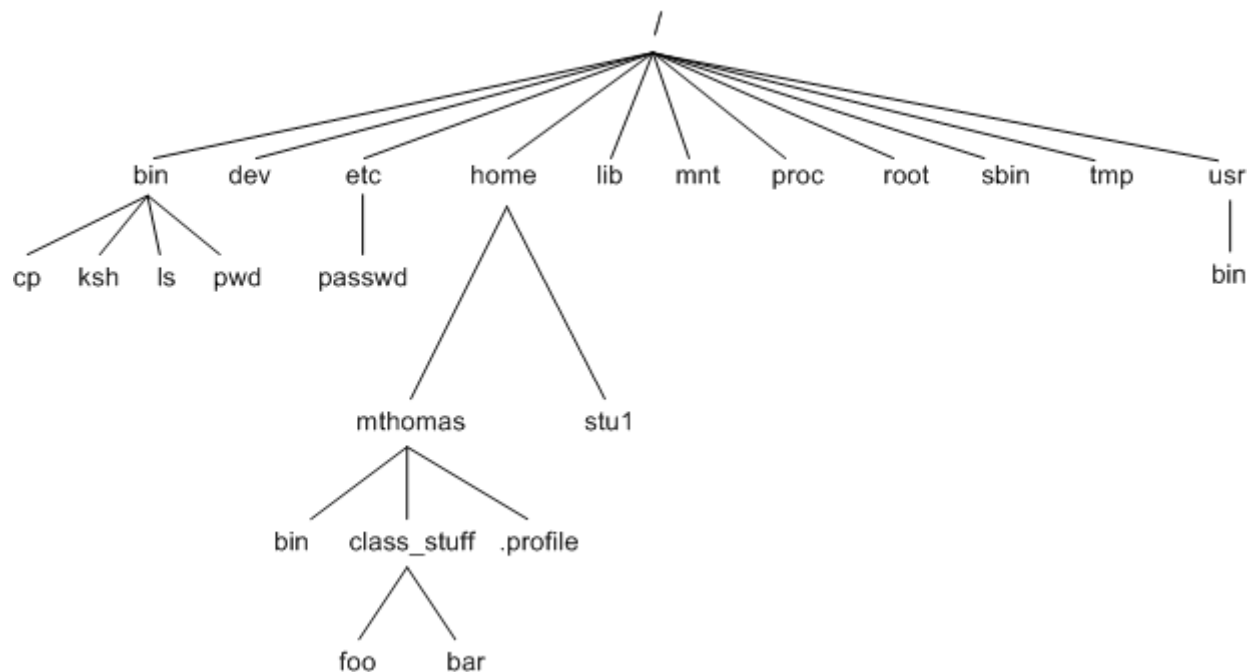 /
bin dev etc home lib mnt proc root sbin tmp usr
cp ksh ls pwd passwd bin
mthomas stu1
bin class_stuff .profile
foo bar